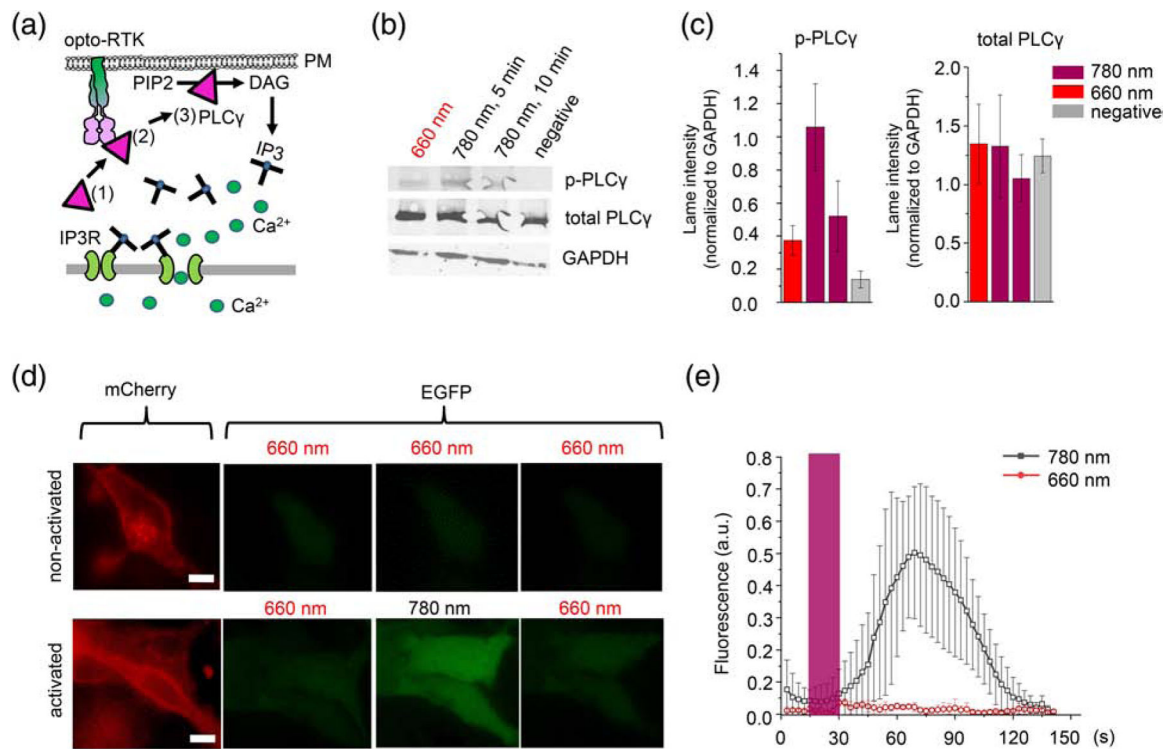 (a)
opto-RTK
PM
PIP2
DAG
(3) PLCγ
(2)
(1)
IP3
IP3R
Ca2+
Ca2+
(b)
660 nm
780 nm, 5 min
780 nm, 10 min
negative
p-PLCγ
total PLCγ
GAPDH
(c)
p-PLCγ
Lame intensity
(normalized to GAPDH)
1.4
1.2
1.0
0.8
0.6
0.4
0.2
0.0
total PLCγ
Lame intensity
(normalized to GAPDH)
2.0
1.5
1.0
0.5
0.0
780 nm
660 nm
negative
(d)
mCherry
EGFP
non-activated
660 nm
660 nm
660 nm
activated
660 nm
780 nm
660 nm
(e)
Fluorescence (a.u.)
0.8
0.7
0.6
0.5
0.4
0.3
0.2
0.2
0.0
780 nm
660 nm
0 30 60 90 120 150 (s)